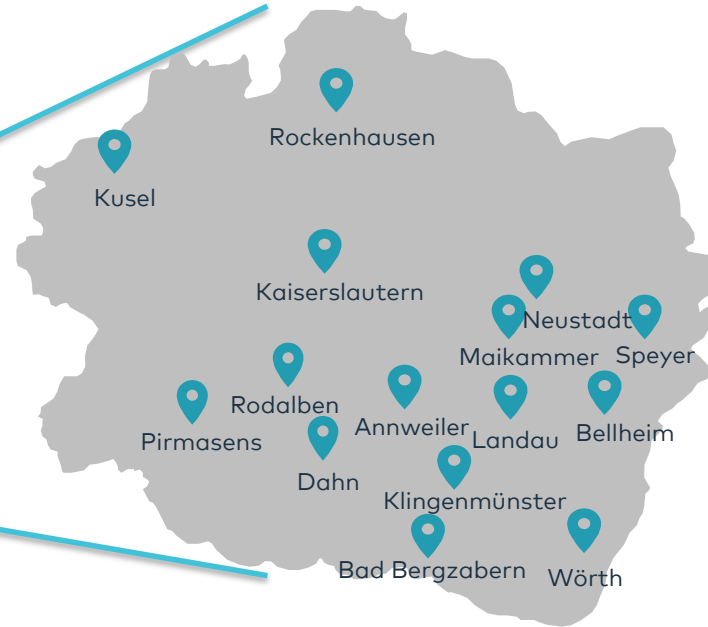 Rockenhausen
Kusel
Kaiserslautern
Neustadt
Maikammer
Speyer
Rodalben
Annweiler
Landau
Bellheim
Pirmasens
Dahn
Klingenmünster
Bad Bergzabern
Wörth